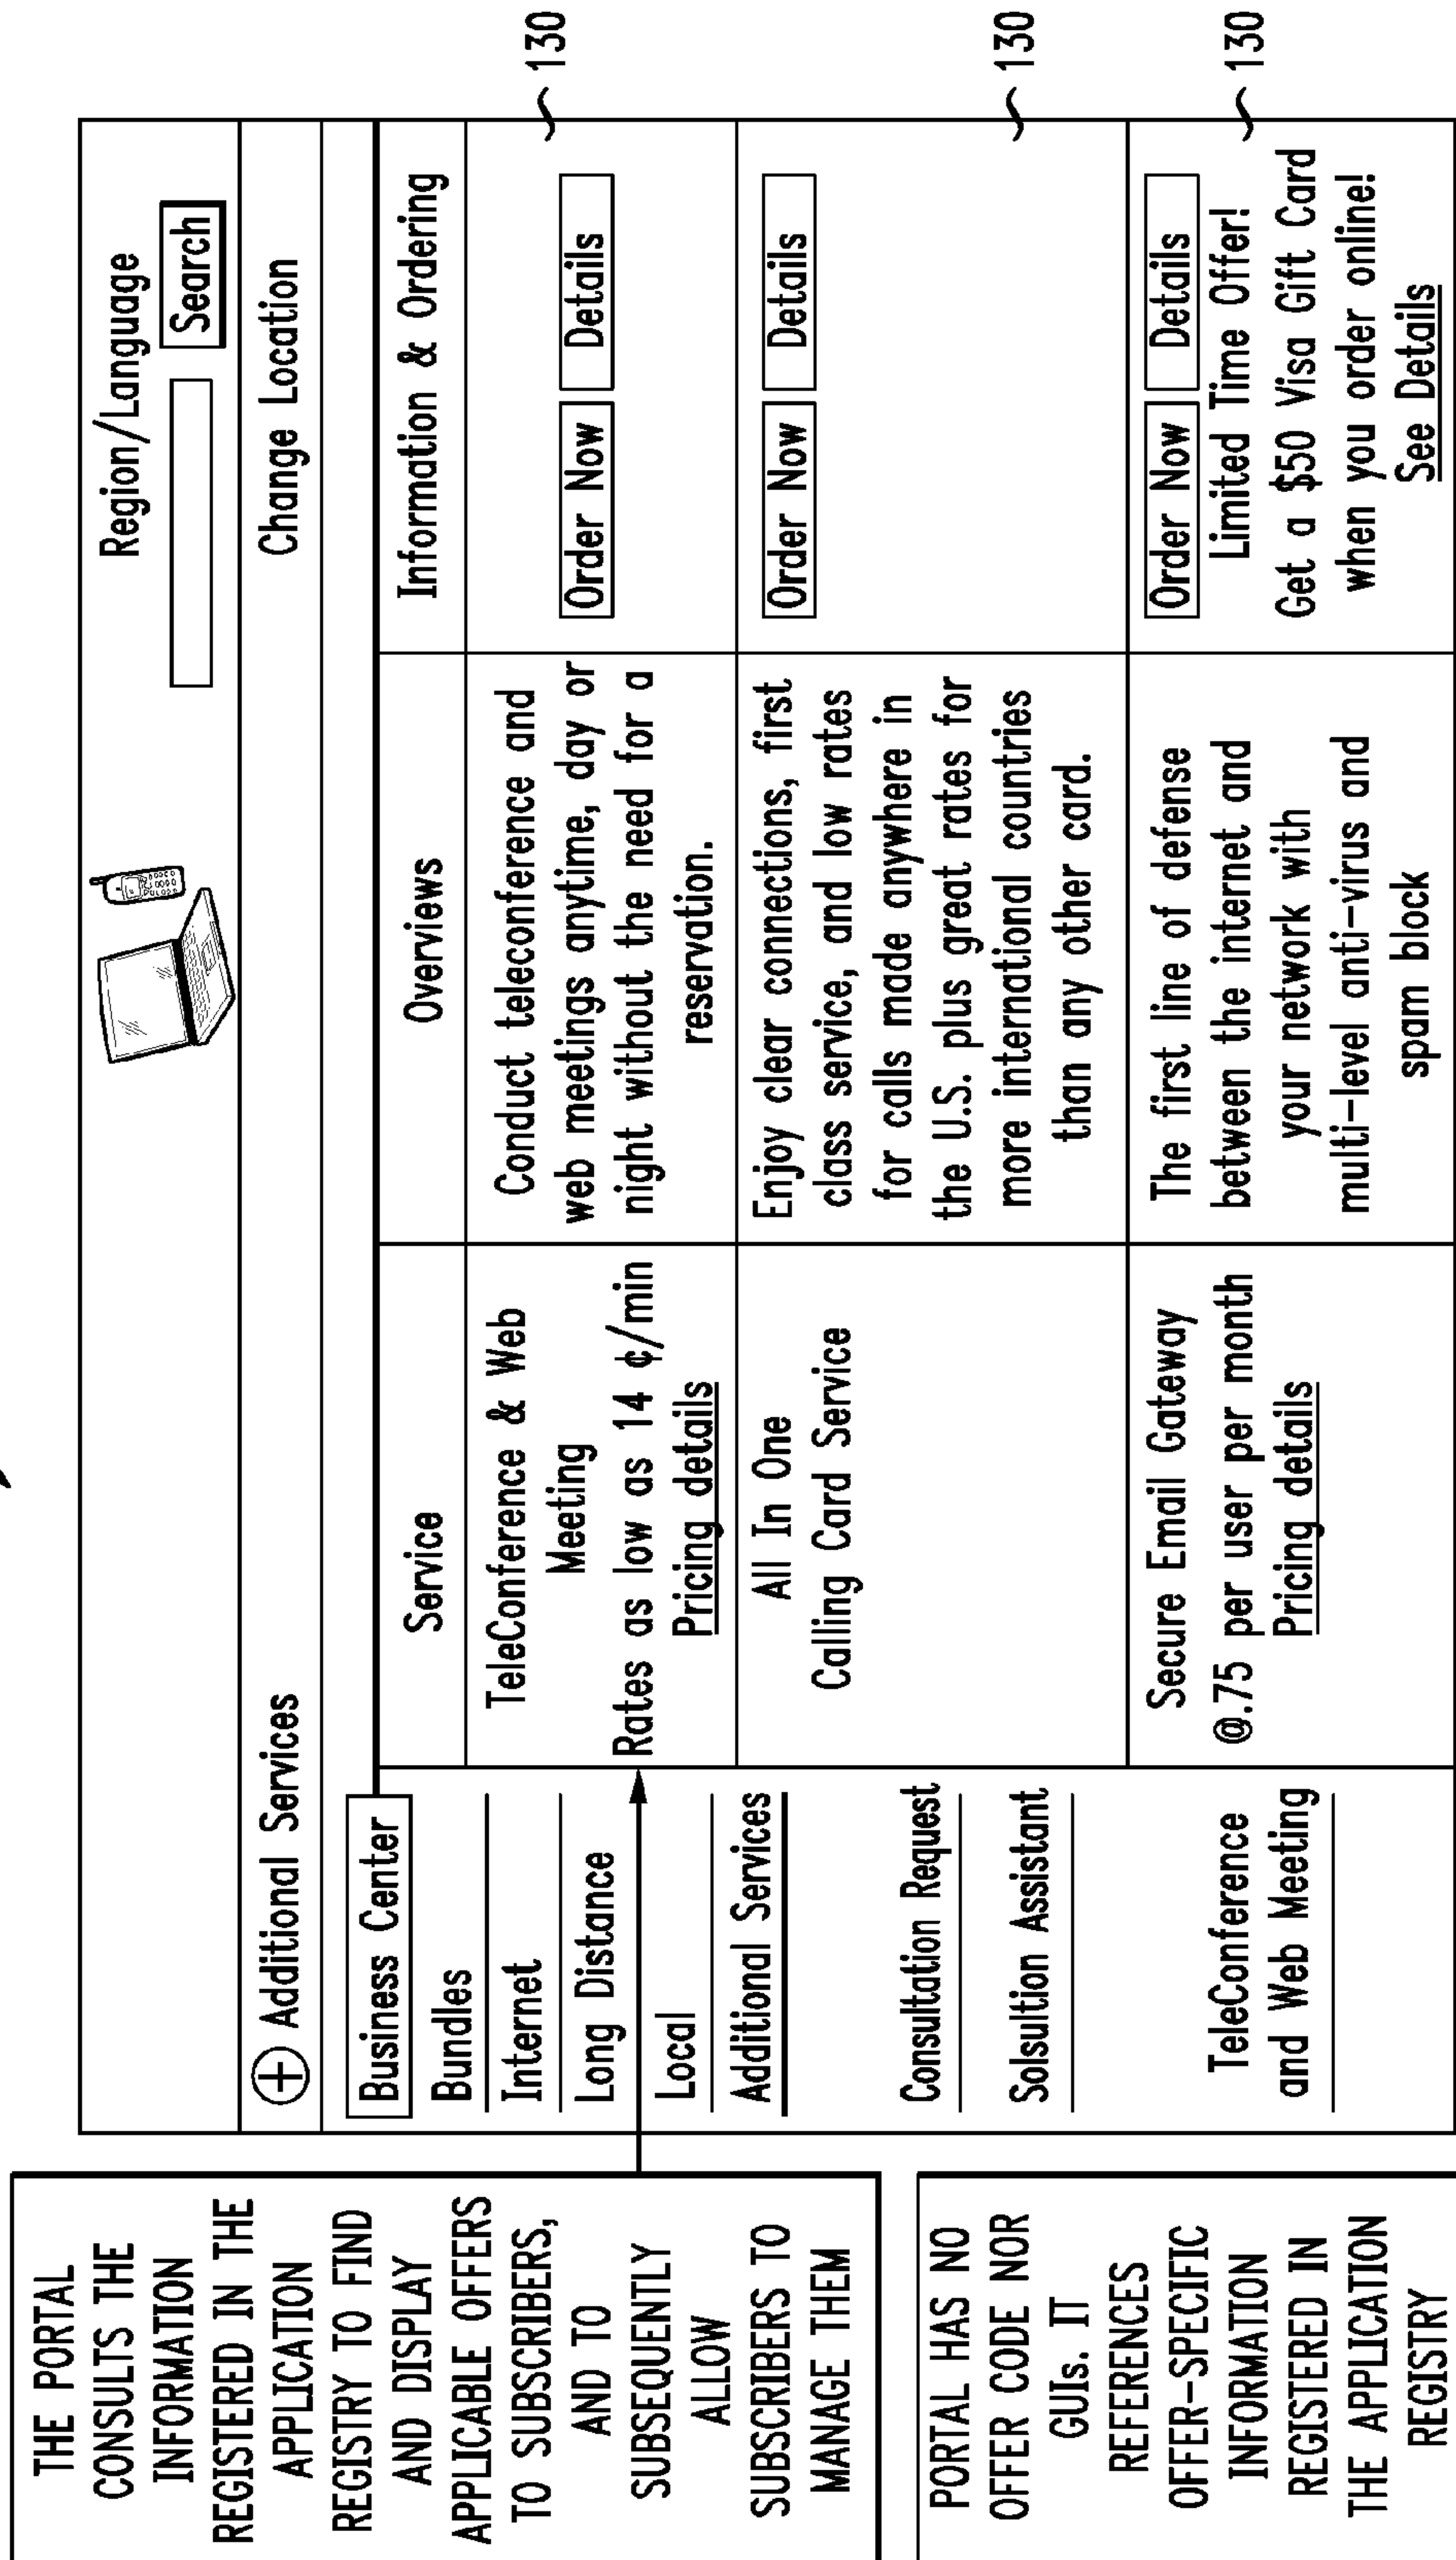 THE PORTAL
CONSULTS THE
INFORMATION
REGISTERED IN THE
APPLICATION
REGISTRY TO FIND
AND DISPLAY
APPLICABLE OFFERS
TO SUBSCRIBERS,
AND TO
SUBSEQUENTLY
ALLOW
SUBSCRIBERS TO
MANAGE THEM
PORTAL HAS NO
OFFER CODE NOR
GUIs. IT
REFERENCES
OFFER-SPECIFIC
INFORMATION
REGISTERED IN
THE APPLICATION
REGISTRY
Region/Language
Search
Additional Services
Change Location
Business Center
Bundles
Internet
Long Distance
Local
Additional Services
Consultation Request
Solsultion Assistant
TeleConference
and Web Meeting
Service
Overviews
Information & Ordering
TeleConference & Web
Meeting
Rates as low as 14 ¢/min
Pricing details
Conduct teleconference and
web meetings anytime, day or
night without the need for a
reservation.
Order Now
Details
130
All In One
Calling Card Service
Enjoy clear connections, first
class service, and low rates
for calls made anywhere in
the U.S. plus great rates for
more international countries
than any other card.
Order Now
Details
130
Secure Email Gateway
@.75 per user per month
Pricing details
The first line of defense
between the internet and
your network with
multi-level anti-virus and
spam block
Order Now
Details
Limited Time Offer!
Get a $50 Visa Gift Card
when you order online!
See Details
130